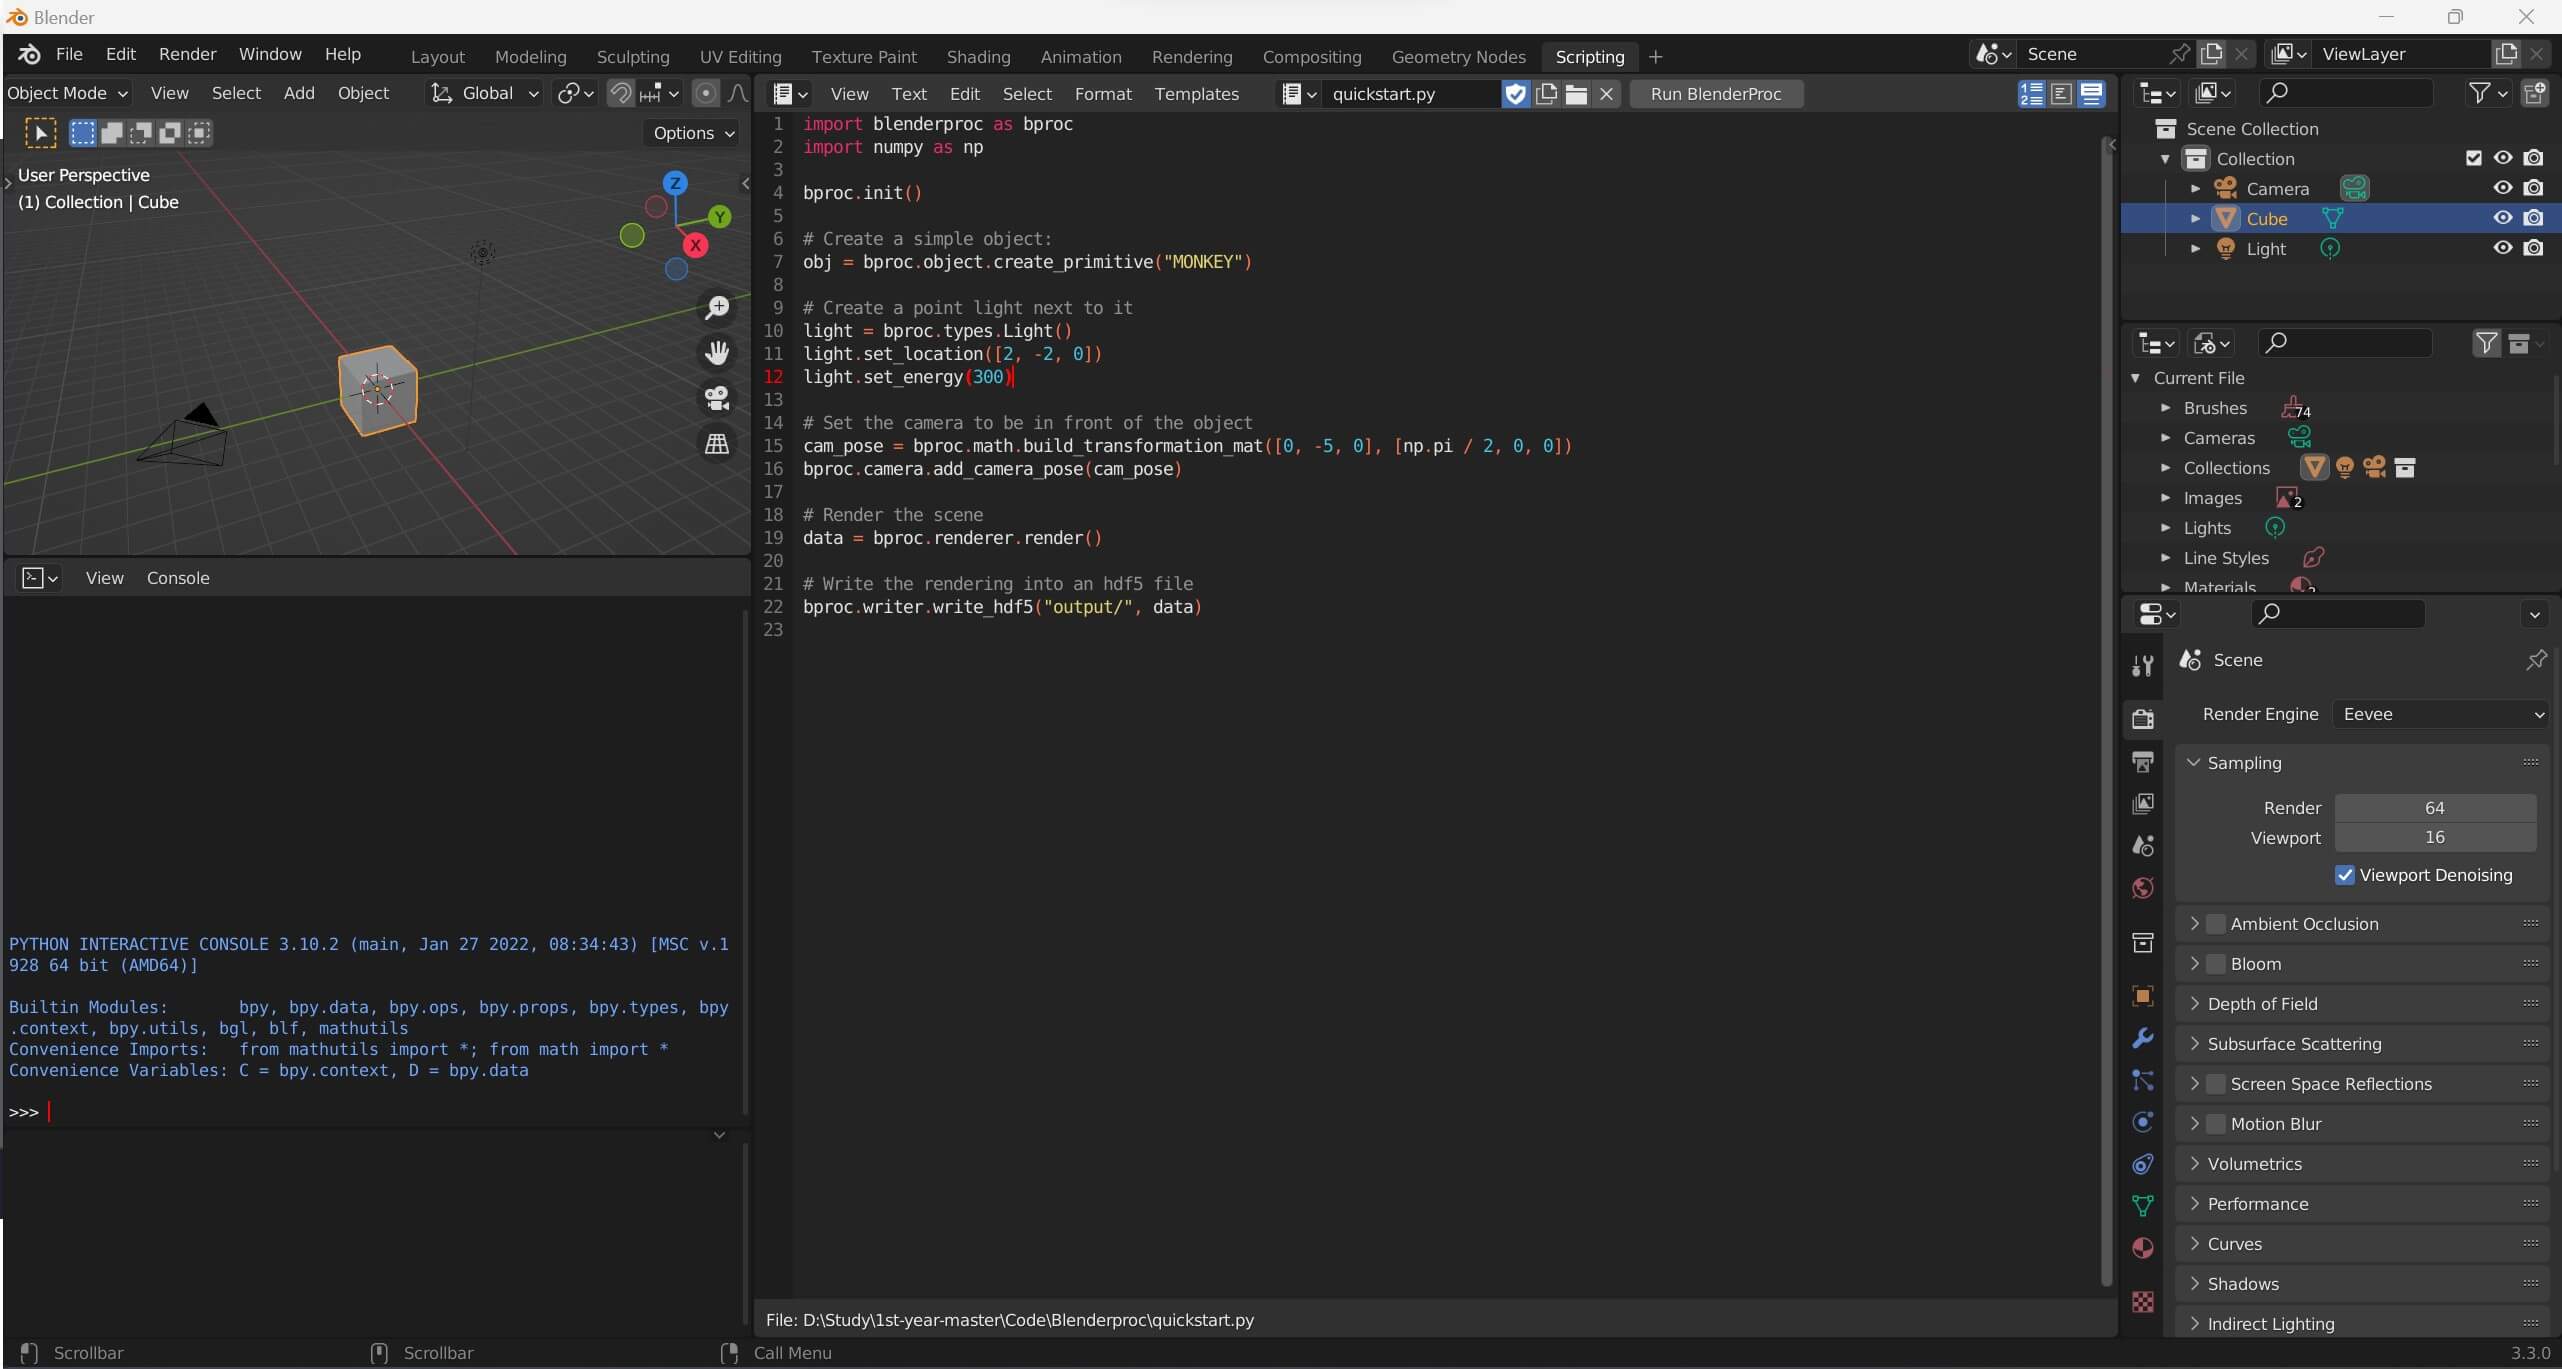 Blender
File Edit Render Window Help Layout Modeling Sculpting UV Editing Texture Paint Shading Animation Rendering Compositing Geometry Nodes Scripting + Scene ViewLayer
Object Mode View Select Add Object Global
Options
User Perspective
(1) Collection | Cube
Z
Y
X
View Console
PYTHON INTERACTIVE CONSOLE 3.10.2 (main, Jan 27 2022, 08:34:43) [MSC v.1
928 64 bit (AMD64)]
Builtin Modules: bpy, bpy.data, bpy.ops, bpy.props, bpy.types, bpy
.context, bpy.utils, bgl, blf, mathutils
Convenience Imports: from mathutils import *; from math import *
Convenience Variables: C = bpy.context, D = bpy.data
>>>
View Text Edit Select Format Templates quickstart.py Run BlenderProc
1 import blenderproc as bproc
2 import numpy as np
3
4 bproc.init()
5
6 # Create a simple object:
7 obj = bproc.object.create_primitive("MONKEY")
8
9 # Create a point light next to it
10 light = bproc.types.Light()
11 light.set_location([2, -2, 0])
12 light.set_energy(300)
13
14 # Set the camera to be in front of the object
15 cam_pose = bproc.math.build_transformation_mat([0, -5, 0], [np.pi / 2, 0, 0])
16 bproc.camera.add_camera_pose(cam_pose)
17
18 # Render the scene
19 data = bproc.renderer.render()
20
21 # Write the rendering into an hdf5 file
22 bproc.writer.write_hdf5("output/", data)
23
File: D:\Study\1st-year-master\Code\Blenderproc\quickstart.py
Scene Collection
Collection
Camera
Cube
Light
Current File
Brushes 74
Cameras
Collections
Images 2
Lights
Line Styles
Materials 2
Scene
Render Engine Eevee
Sampling
Render 64
Viewport 16
Viewport Denoising
Ambient Occlusion
Bloom
Depth of Field
Subsurface Scattering
Screen Space Reflections
Motion Blur
Volumetrics
Performance
Curves
Shadows
Indirect Lighting
Scrollbar Scrollbar Call Menu 3.3.0